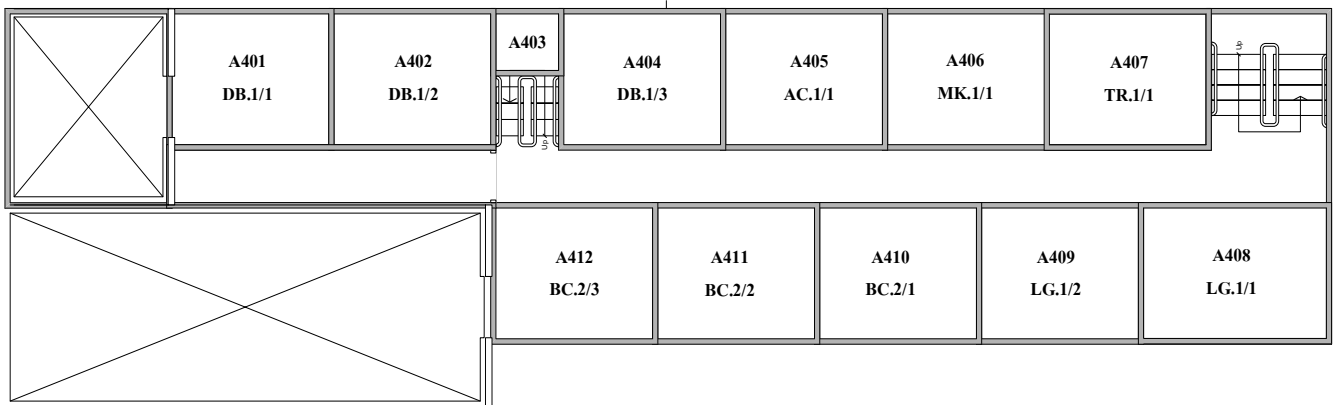 A401
DB.1/1
A402
DB.1/2
A403
A404
DB.1/3
A405
AC.1/1
A406
MK.1/1
A407
TR.1/1
Up
Up
A412
BC.2/3
A411
BC.2/2
A410
BC.2/1
A409
LG.1/2
A408
LG.1/1